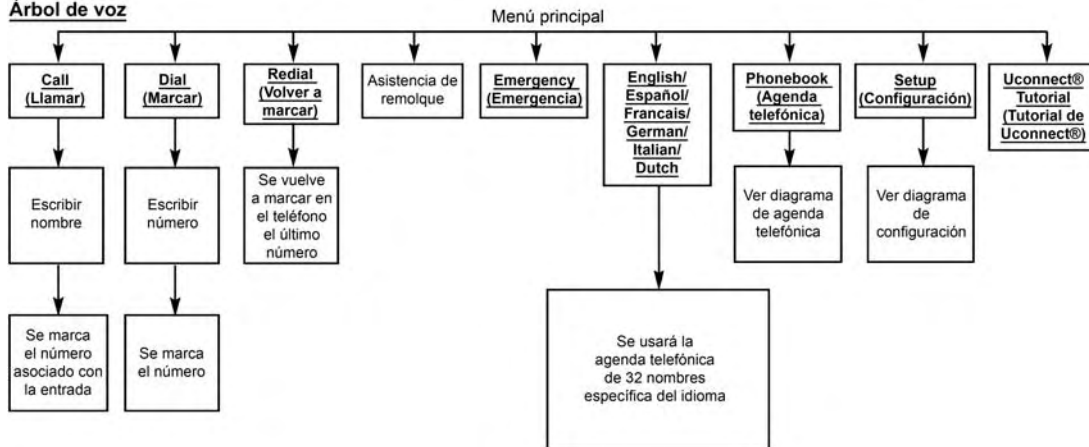 Árbol de voz
Menú principal
Call
(Llamar)
Dial
(Marcar)
Redial
(Volver a
marcar)
Asistencia de
remolque
Emergency
(Emergencia)
English/
Español/
Francais/
German/
Italian/
Dutch
Phonebook
(Agenda
telefónica)
Setup
(Configuración)
Uconnect®
Tutorial
(Tutorial de
Uconnect®)
Escribir
nombre
Escribir
número
Se vuelve
a marcar en
el teléfono
el último
número
Ver diagrama
de agenda
telefónica
Ver diagrama
de
configuración
Se marca
el número
asociado con
la entrada
Se marca
el número
Se usará la
agenda telefónica
de 32 nombres
específica del idioma